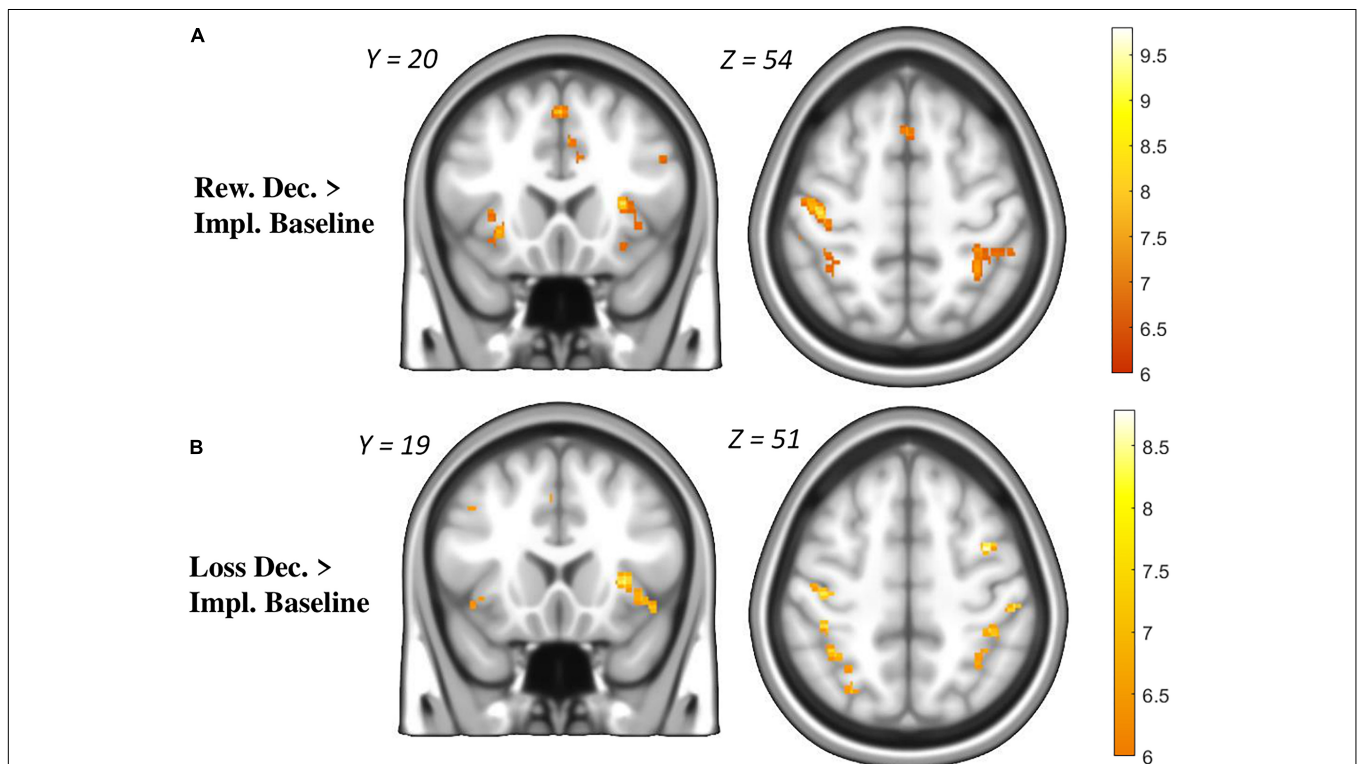 A
Y = 20
Z = 54
Rew. Dec. >
Impl. Baseline
9.5
9
8.5
8
7.5
7
6.5
6
B
Y = 19
Z = 51
Loss Dec. >
Impl. Baseline
8.5
8
7.5
7
6.5
6